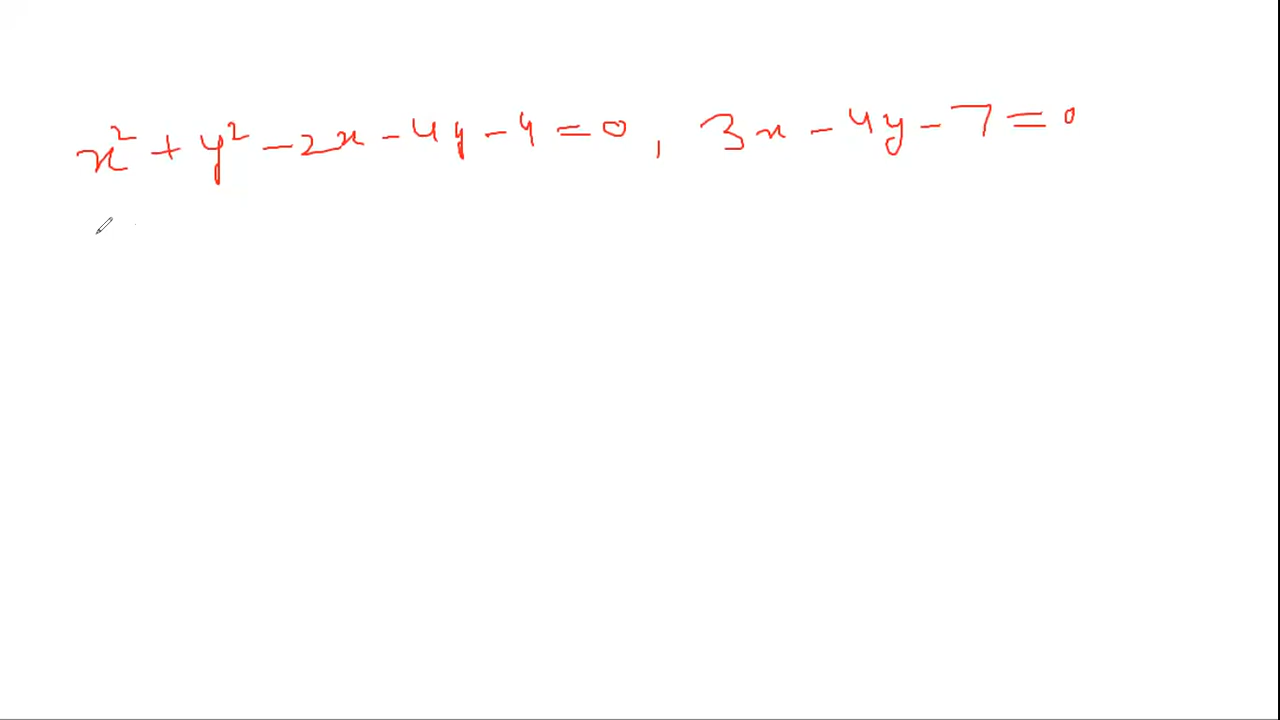 x² + y² - 2x - 4y - 4 = 0, 3x - 4y - 7 = 0